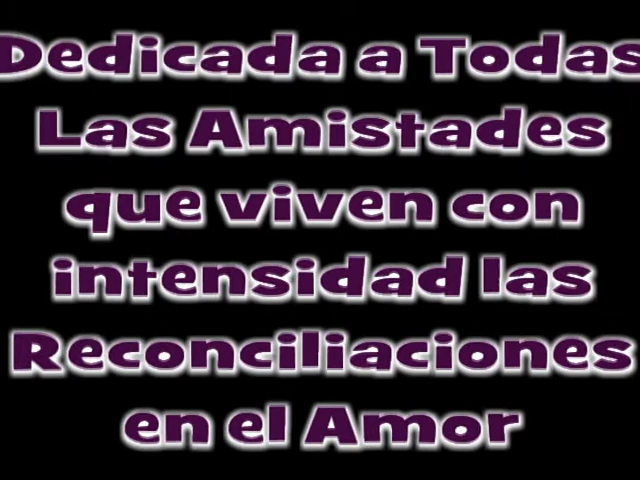 Dedicada a Todas
Las Amistades
que viven con
intensidad las
Reconciliaciones
en el Amor